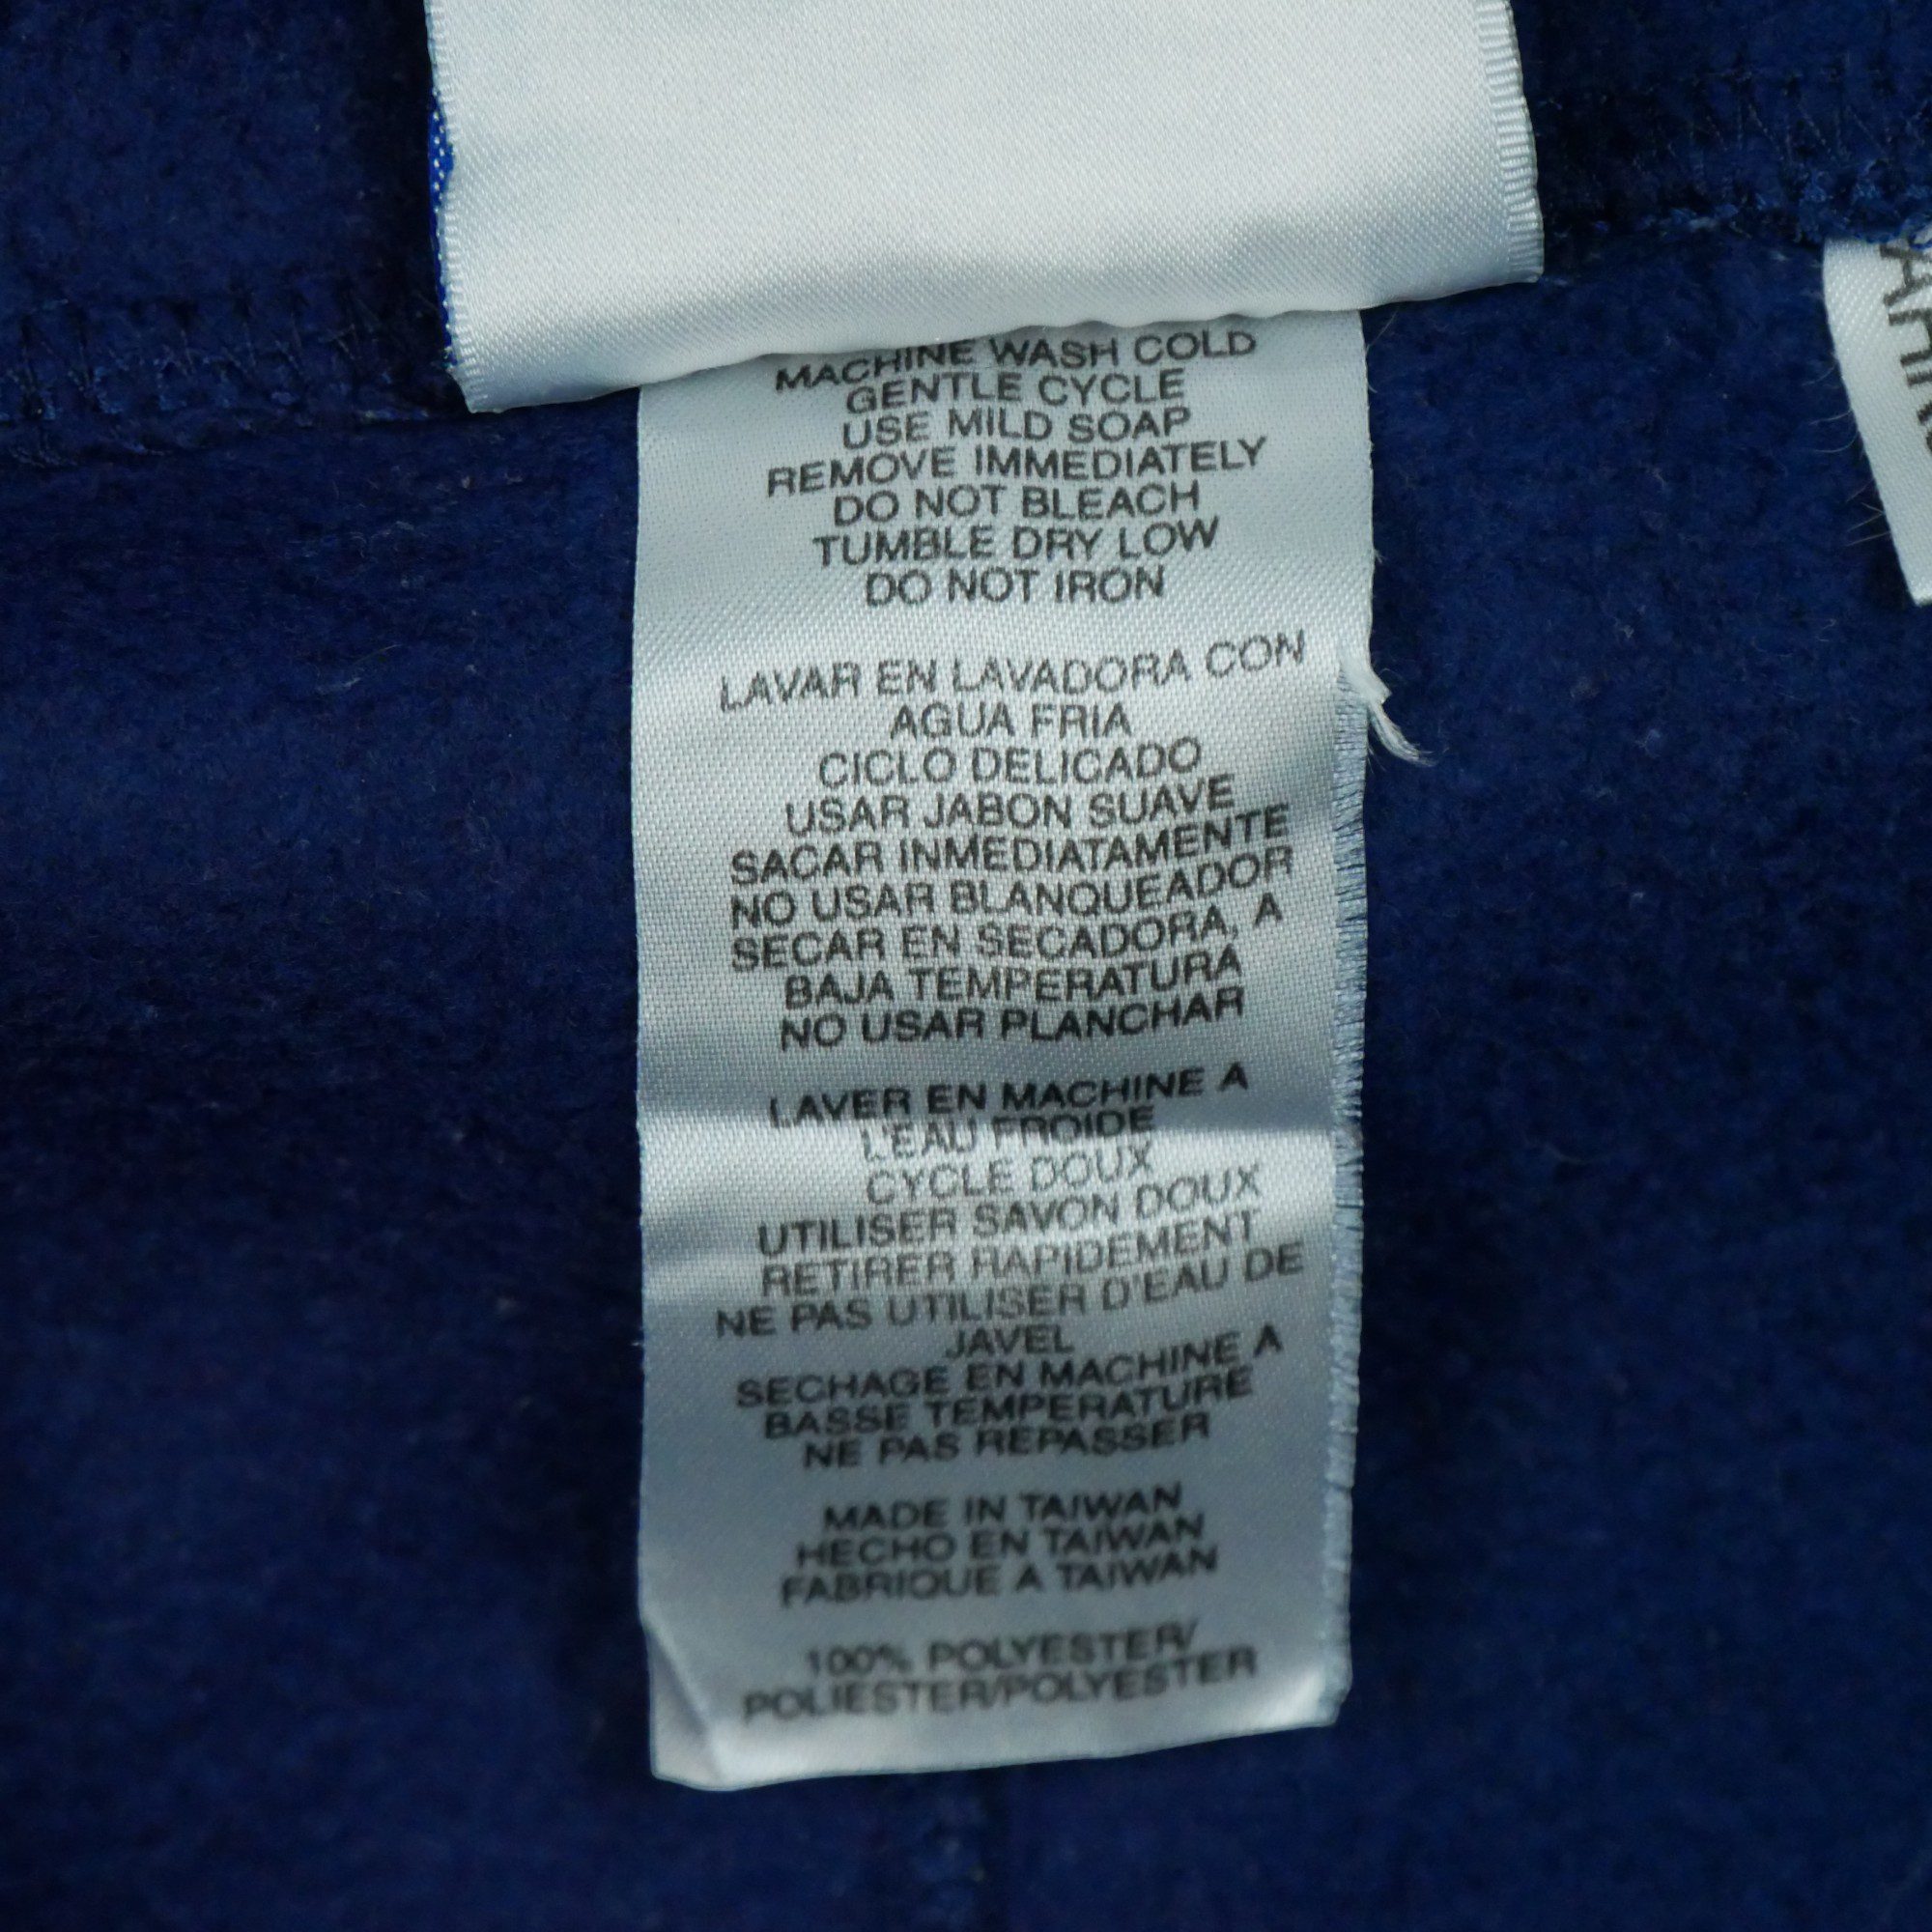 MACHINE WASH COLD
GENTLE CYCLE
USE MILD SOAP
REMOVE IMMEDIATELY
DO NOT BLEACH
TUMBLE DRY LOW
DO NOT IRON
LAVAR EN LAVADORA CON
AGUA FRIA
CICLO DELICADO
USAR JABON SUAVE
SACAR INMEDIATAMENTE
NO USAR BLANQUEADOR
SECAR EN SECADORA, A
BAJA TEMPERATURA
NO USAR PLANCHAR
LAVER EN MACHINE A
L'EAU FROIDE
CYCLE DOUX
UTILISER SAVON DOUX
RETIRER RAPIDEMENT
NE PAS UTILISER D'EAU DE
JAVEL
SECHAGE EN MACHINE A
BASSE TEMPERATURE
NE PAS REPASSER
MADE IN TAIWAN
HECHO EN TAIWAN
FABRIQUE A TAIWAN
100% POLYESTER/
POLIESTER/POLYESTER